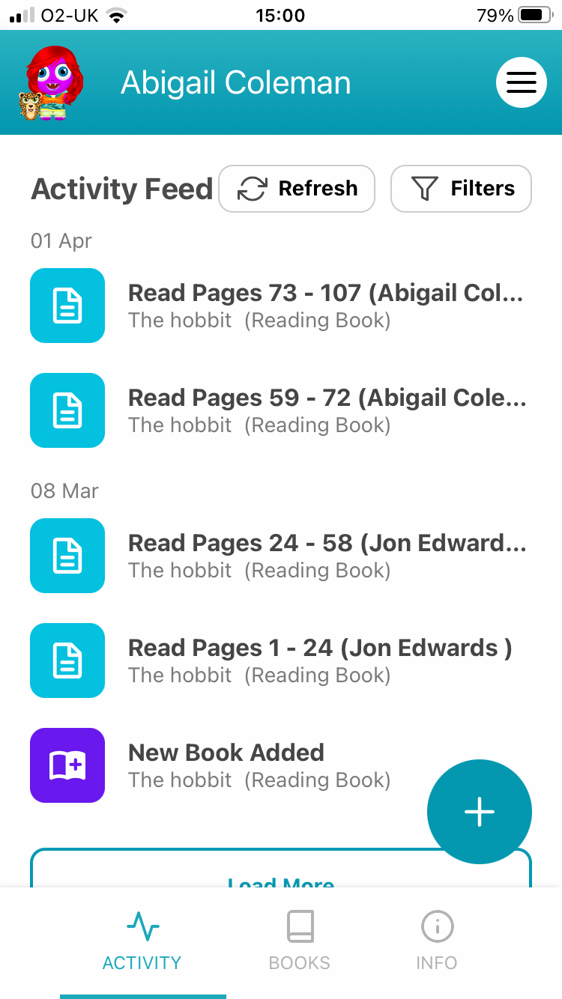 O2-UK 15:00 79%
Abigail Coleman
Activity Feed Refresh Filters
01 Apr
Read Pages 73 - 107 (Abigail Col...
The hobbit (Reading Book)
Read Pages 59 - 72 (Abigail Cole...
The hobbit (Reading Book)
08 Mar
Read Pages 24 - 58 (Jon Edward...
The hobbit (Reading Book)
Read Pages 1 - 24 (Jon Edwards )
The hobbit (Reading Book)
New Book Added
The hobbit (Reading Book)
Load More
ACTIVITY BOOKS INFO